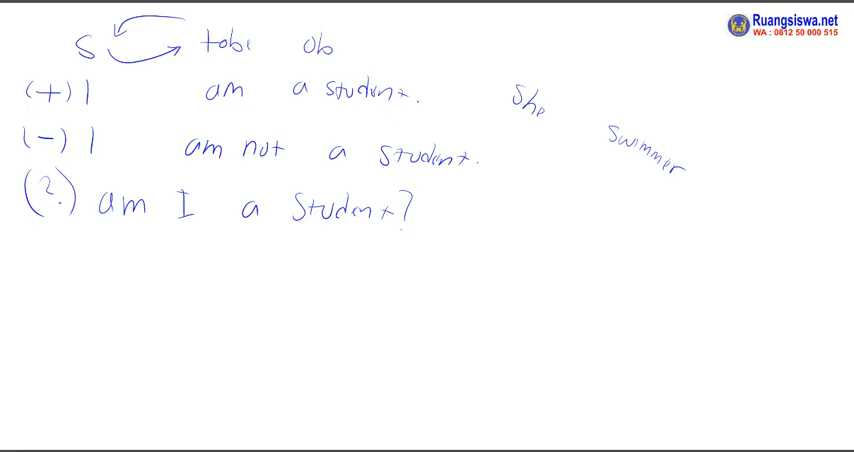 Ruangsiswa.net
WA : 0812 50 000 515
S tobe Ob
(+) I am a student.
She
(-) I am not a student.
Swimmer
(?) am I a student?